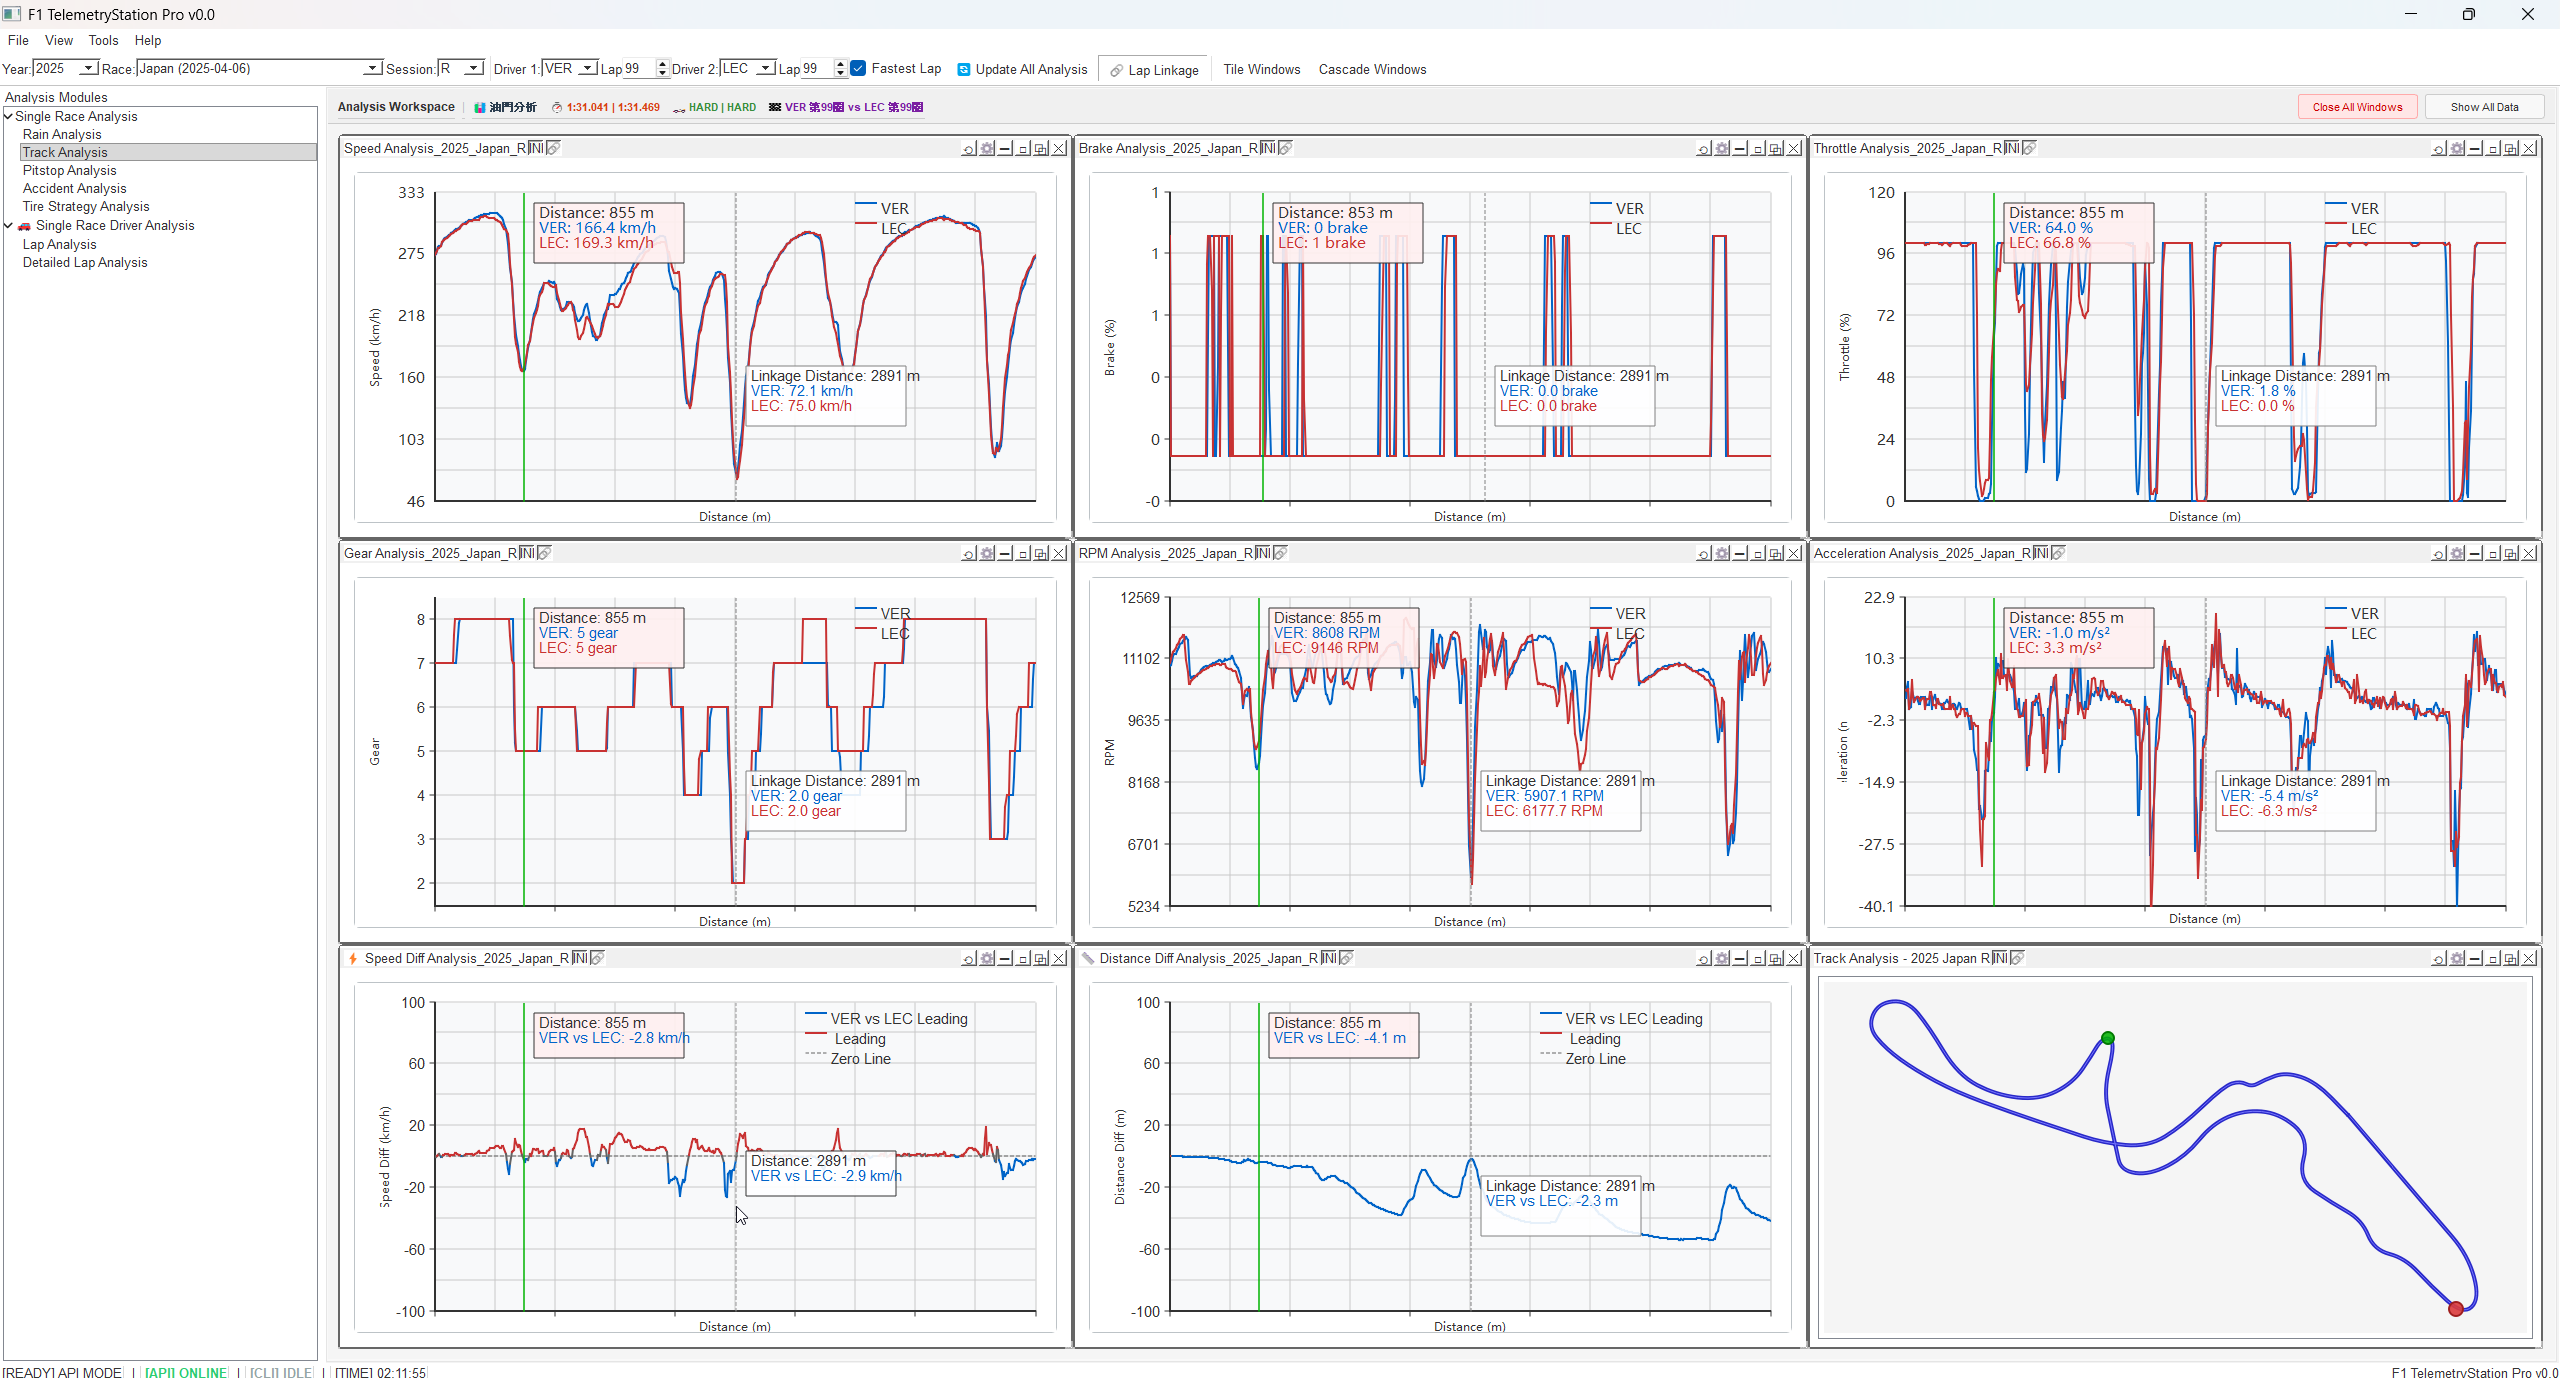 F1 TelemetryStation Pro v0.0
File View Tools Help
Year: 2025 Race: Japan (2025-04-06) Session: R Driver 1: VER Lap 99 Driver 2: LEC Lap 99 Fastest Lap Update All Analysis Lap Linkage Tile Windows Cascade Windows
Analysis Modules
Single Race Analysis
Rain Analysis
Track Analysis
Pitstop Analysis
Accident Analysis
Tire Strategy Analysis
Single Race Driver Analysis
Lap Analysis
Detailed Lap Analysis
Analysis Workspace | 油門分析 1:31.041 | 1:31.469 HARD | HARD VER 第99圈 vs LEC 第99圈
Close All Windows Show All Data
Speed Analysis_2025_Japan_R INI
333
275
218
160
103
46
Speed (km/h)
Distance (m)
VER
LEC
Distance: 855 m
VER: 166.4 km/h
LEC: 169.3 km/h
Linkage Distance: 2891 m
VER: 72.1 km/h
LEC: 75.0 km/h
Brake Analysis_2025_Japan_R INI
1
1
1
0
0
-0
Brake (%)
Distance (m)
VER
LEC
Distance: 853 m
VER: 0 brake
LEC: 1 brake
Linkage Distance: 2891 m
VER: 0.0 brake
LEC: 0.0 brake
Throttle Analysis_2025_Japan_R INI
120
96
72
48
24
0
Throttle (%)
Distance (m)
VER
LEC
Distance: 855 m
VER: 64.0 %
LEC: 66.8 %
Linkage Distance: 2891 m
VER: 1.8 %
LEC: 0.0 %
Gear Analysis_2025_Japan_R INI
8
7
6
5
4
3
2
Gear
Distance (m)
VER
LEC
Distance: 855 m
VER: 5 gear
LEC: 5 gear
Linkage Distance: 2891 m
VER: 2.0 gear
LEC: 2.0 gear
RPM Analysis_2025_Japan_R INI
12569
11102
9635
8168
6701
5234
RPM
Distance (m)
VER
LEC
Distance: 855 m
VER: 8608 RPM
LEC: 9146 RPM
Linkage Distance: 2891 m
VER: 5907.1 RPM
LEC: 6177.7 RPM
Acceleration Analysis_2025_Japan_R INI
22.9
10.3
-2.3
-14.9
-27.5
-40.1
leration (n
Distance (m)
VER
LEC
Distance: 855 m
VER: -1.0 m/s²
LEC: 3.3 m/s²
Linkage Distance: 2891 m
VER: -5.4 m/s²
LEC: -6.3 m/s²
Speed Diff Analysis_2025_Japan_R INI
100
60
20
-20
-60
-100
Speed Diff (km/h)
Distance (m)
VER vs LEC Leading
Leading
Zero Line
Distance: 855 m
VER vs LEC: -2.8 km/h
Distance: 2891 m
VER vs LEC: -2.9 km/h
Distance Diff Analysis_2025_Japan_R INI
100
60
20
-20
-60
-100
Distance Diff (m)
Distance (m)
VER vs LEC Leading
Leading
Zero Line
Distance: 855 m
VER vs LEC: -4.1 m
Linkage Distance: 2891 m
VER vs LEC: -2.3 m
Track Analysis - 2025 Japan R INI
[READY] API MODE | [API] ONLINE | [CLI] IDLE | [TIME] 02:11:55
F1 TelemetryStation Pro v0.0